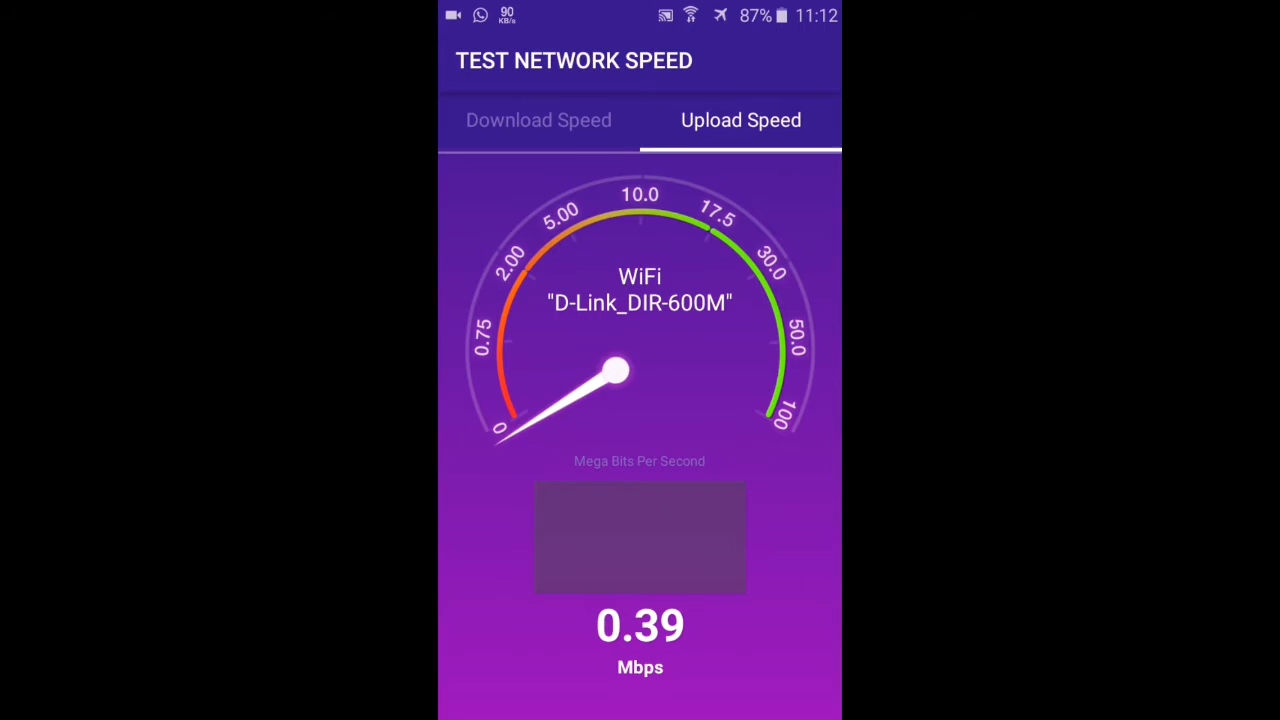 90
KB/s
87%
11:12
TEST NETWORK SPEED
Download Speed
Upload Speed
10.0
5.00
17.5
2.00
30.0
WiFi
"D-Link_DIR-600M"
0.75
50.0
0
100
Mega Bits Per Second
0.39
Mbps